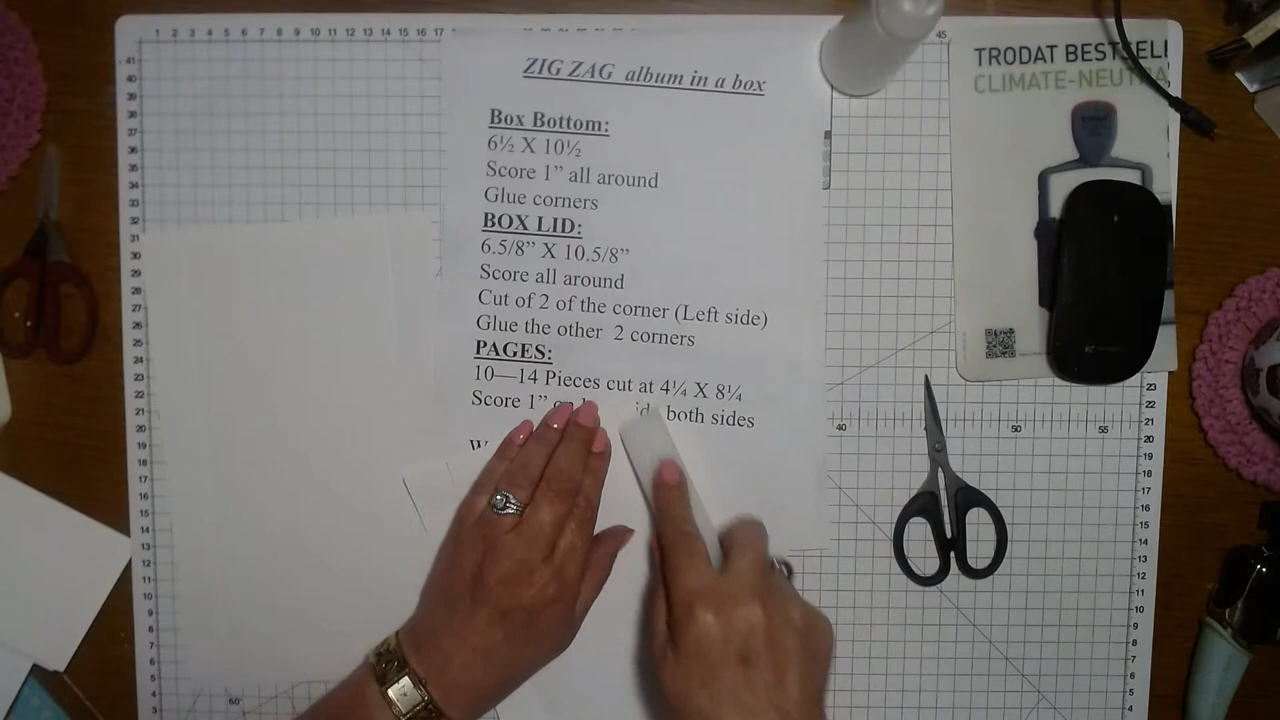 ZIG ZAG album in a box
Box Bottom:
6½ X 10½
Score 1” all around
Glue corners
BOX LID:
6.5/8” X 10.5/8”
Score all around
Cut of 2 of the corner (Left side)
Glue the other 2 corners
PAGES:
10—14 Pieces cut at 4¼ X 8¼
Score 1” both sides
TRODAT BESTSELL
CLIMATE-NEUTRA